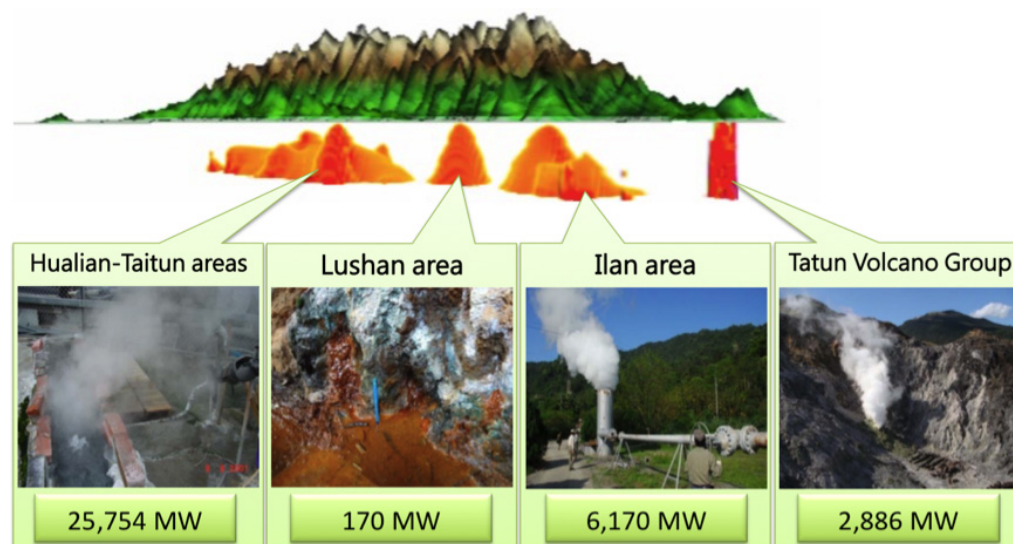 Hualian-Taitun areas
Lushan area
Ilan area
Tatun Volcano Group
25,754 MW
170 MW
6,170 MW
2,886 MW